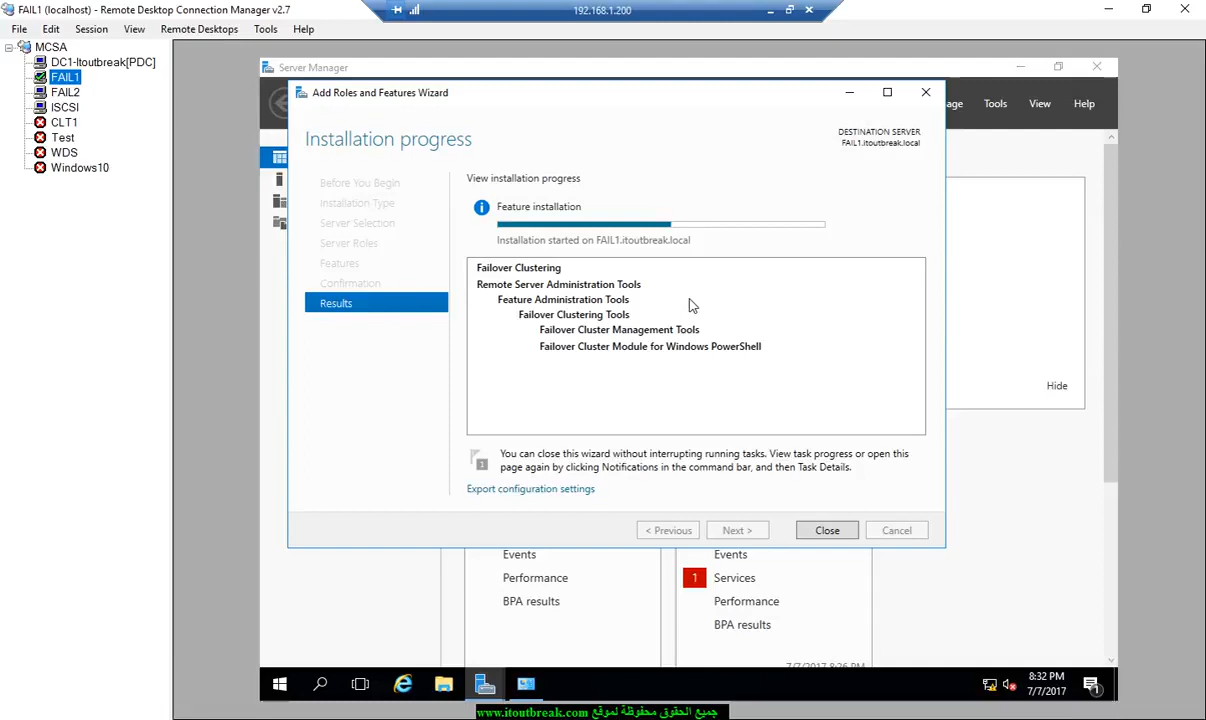 FAIL1 (localhost) - Remote Desktop Connection Manager v2.7
192.168.1.200
File Edit Session View Remote Desktops Tools Help
MCSA
DC1-Itoutbreak[PDC]
FAIL1
FAIL2
ISCSI
CLT1
Test
WDS
Windows10
Server Manager
Tools View Help
Add Roles and Features Wizard
Installation progress
DESTINATION SERVER
FAIL1.itoutbreak.local
Before You Begin
Installation Type
Server Selection
Server Roles
Features
Confirmation
Results
View installation progress
Feature installation
Installation started on FAIL1.itoutbreak.local
Failover Clustering
Remote Server Administration Tools
Feature Administration Tools
Failover Clustering Tools
Failover Cluster Management Tools
Failover Cluster Module for Windows PowerShell
Hide
1
You can close this wizard without interrupting running tasks. View task progress or open this
page again by clicking Notifications in the command bar, and then Task Details.
Export configuration settings
< Previous Next > Close Cancel
Events
Performance
BPA results
Events
1 Services
Performance
BPA results
7/7/2017 8:26 PM
8:32 PM
7/7/2017
1
جميع الحقوق محفوظة لموقع www.itoutbreak.com